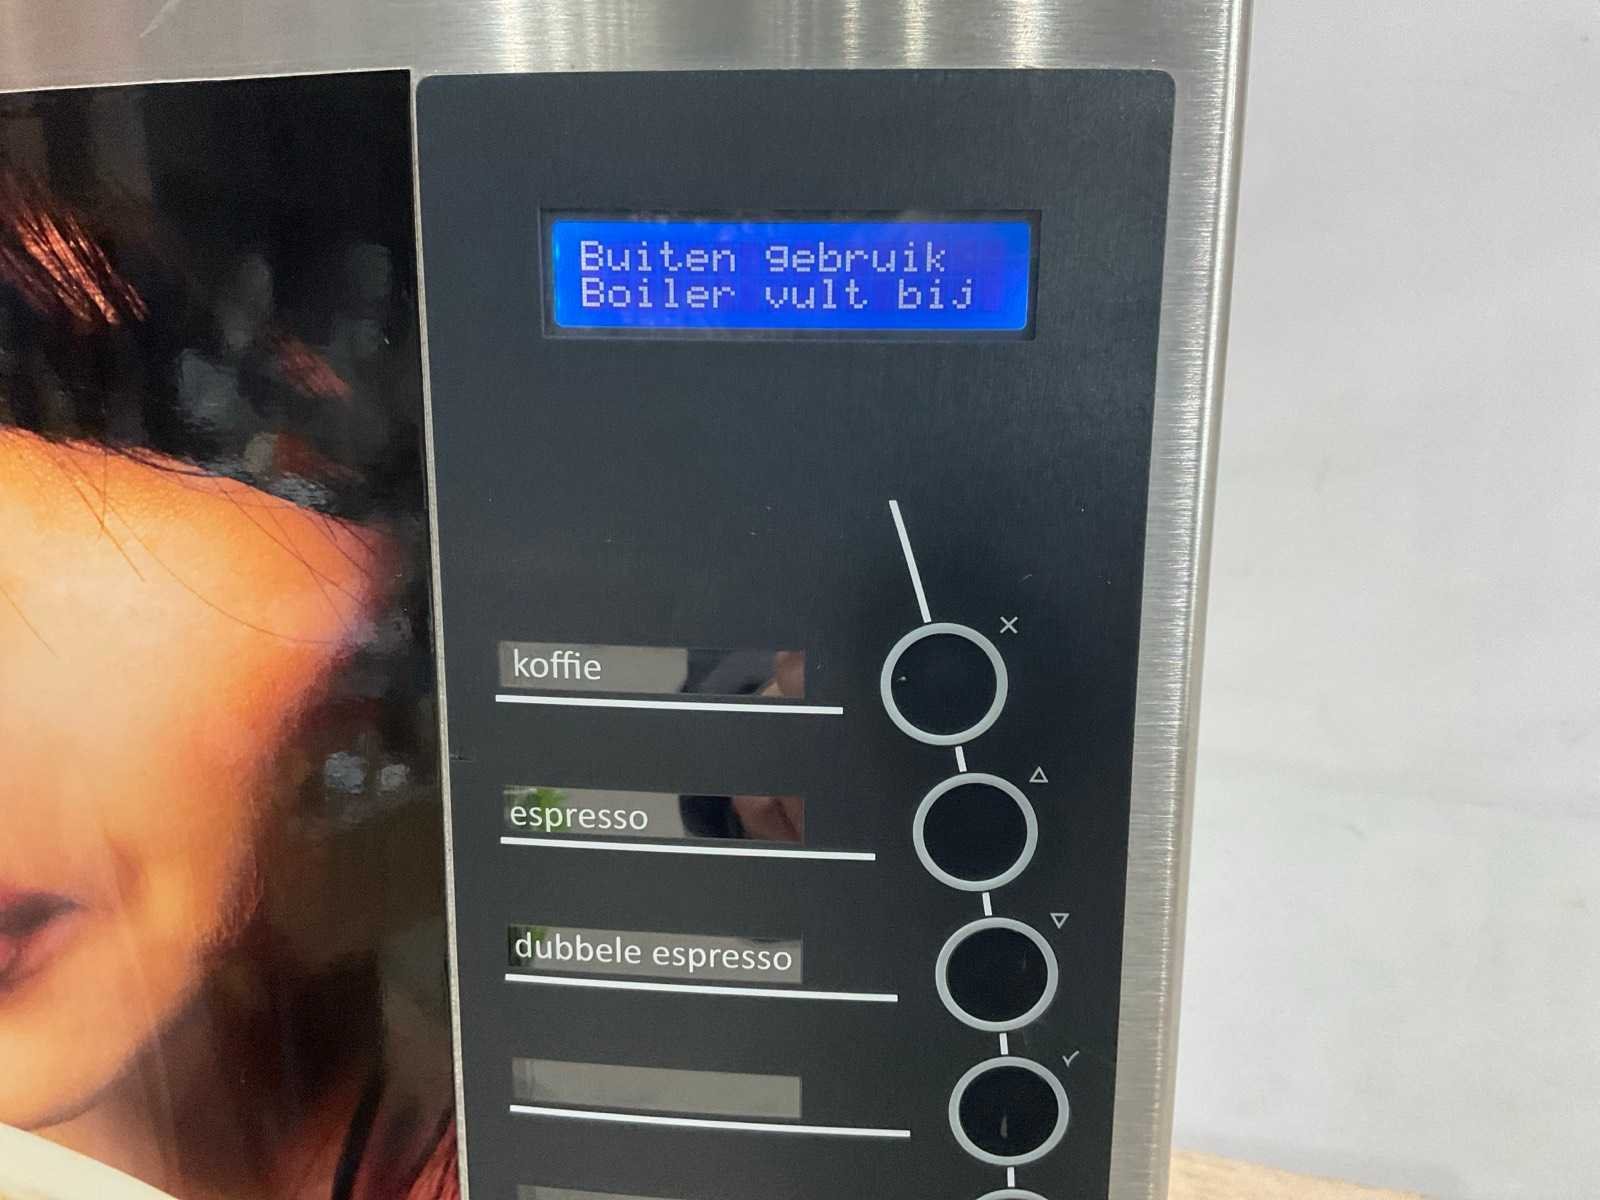 Buiten gebruik
Boiler vult bij
koffie
espresso
dubbele espresso